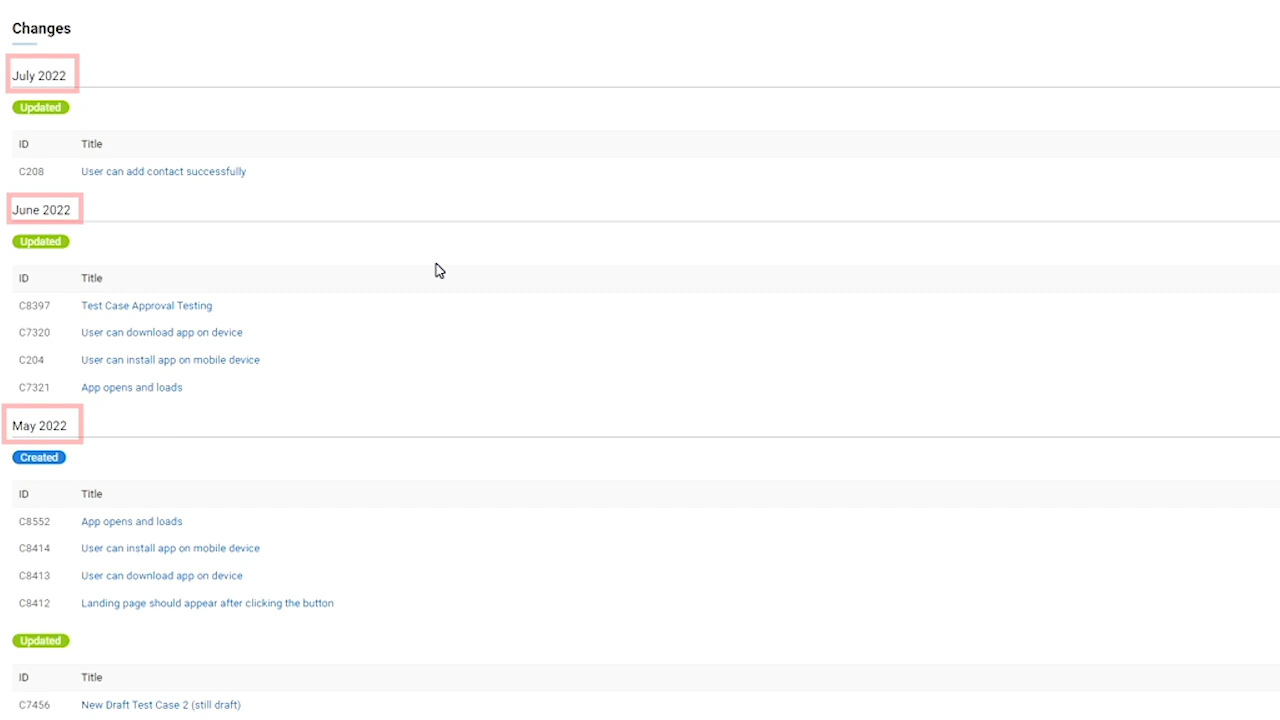 Changes
July 2022
Updated
ID Title
C208 User can add contact successfully
June 2022
Updated
ID Title
C8397 Test Case Approval Testing
C7320 User can download app on device
C204 User can install app on mobile device
C7321 App opens and loads
May 2022
Created
ID Title
C8552 App opens and loads
C8414 User can install app on mobile device
C8413 User can download app on device
C8412 Landing page should appear after clicking the button
Updated
ID Title
C7456 New Draft Test Case 2 (still draft)